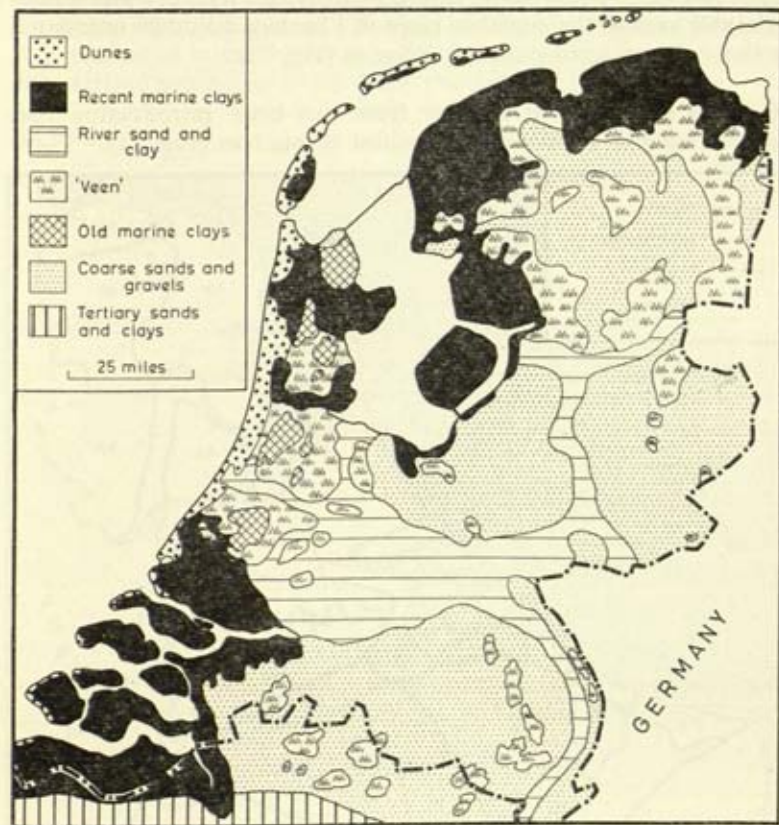 Dunes
Recent marine clays
River sand and
clay
'Veen'
Old marine clays
Coarse sands and
gravels
Tertiary sands
and clays
25 miles
GERMANY